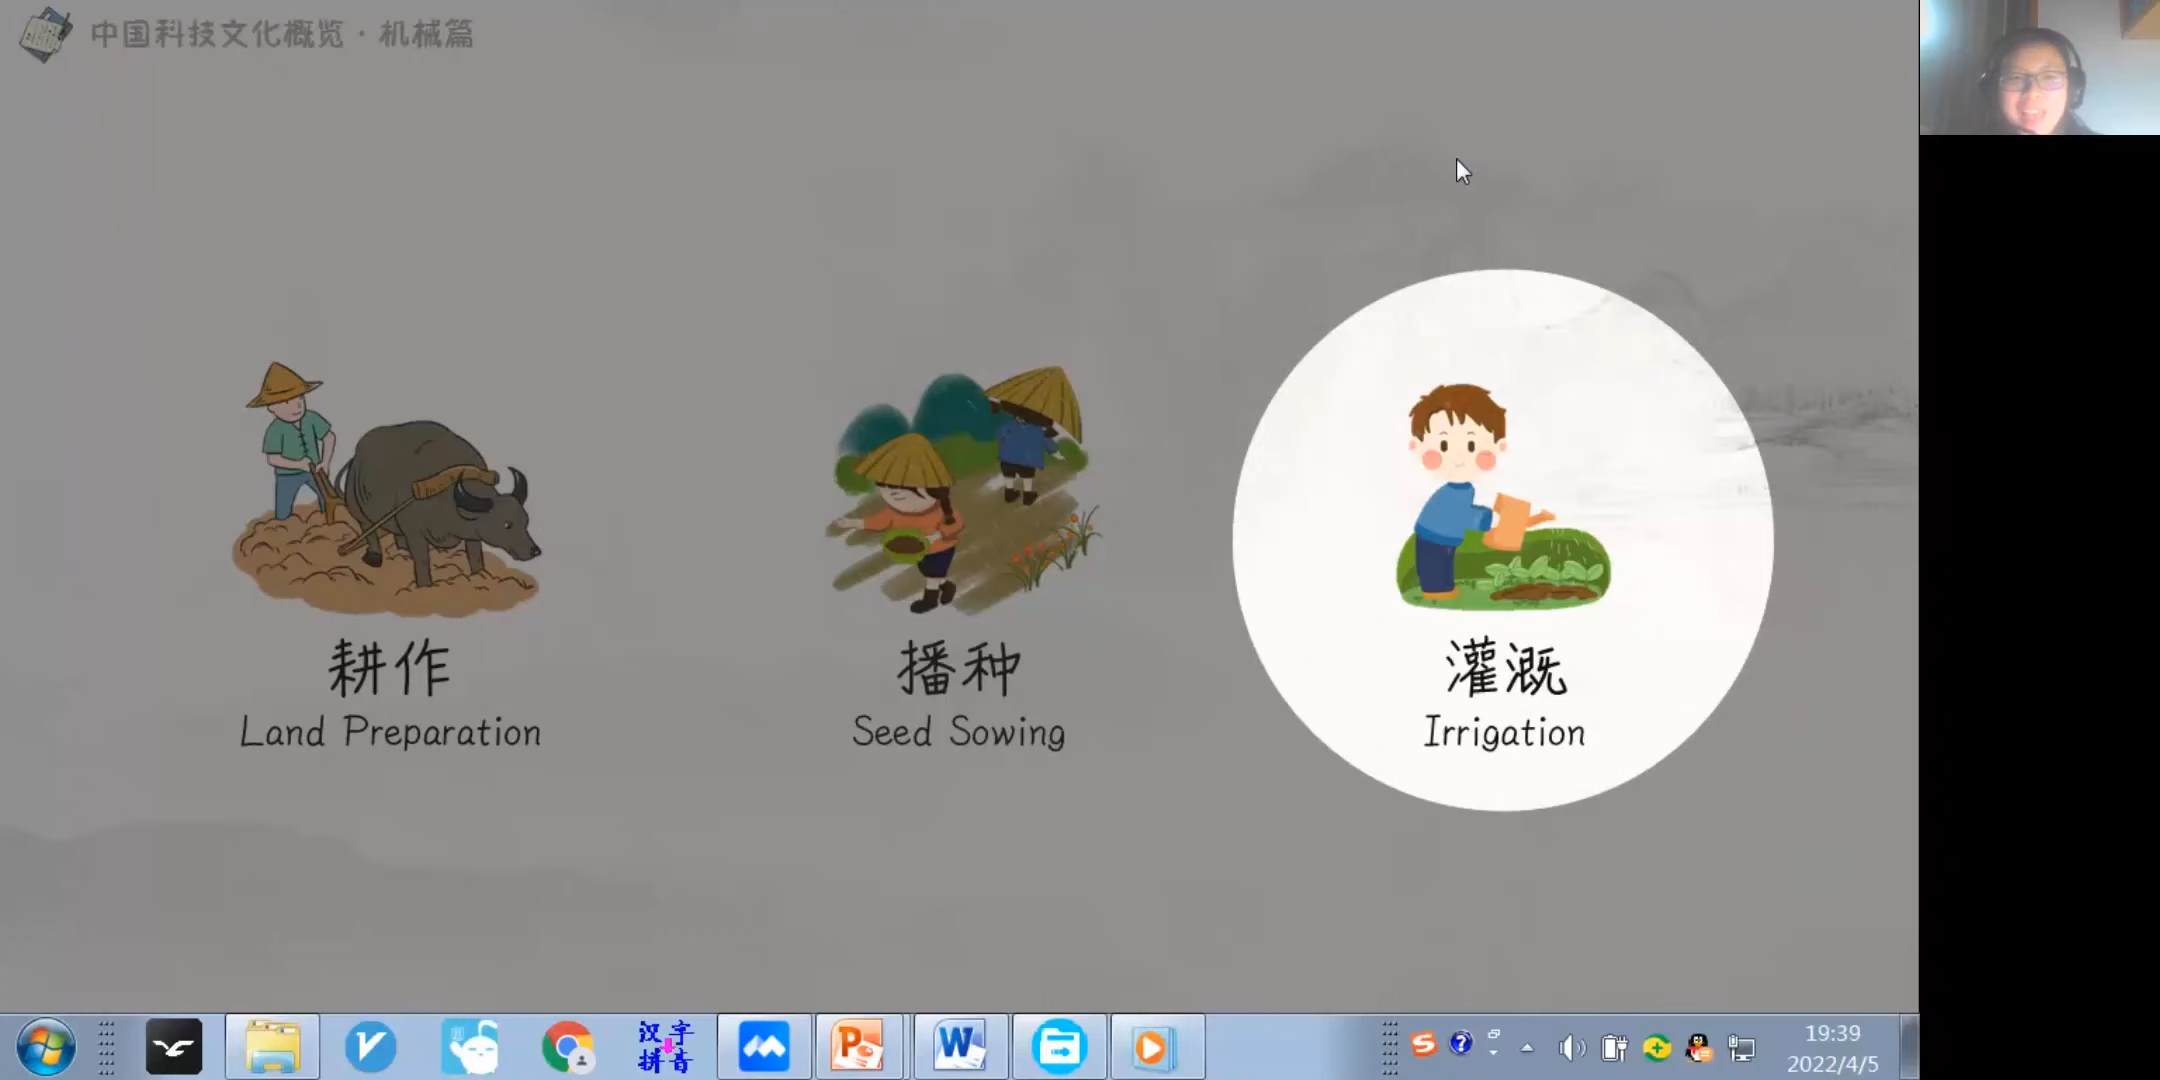 中国科技文化概览·机械篇
耕作
Land Preparation
播种
Seed Sowing
灌溉
Irrigation
汉字
拼音
19:39
2022/4/5